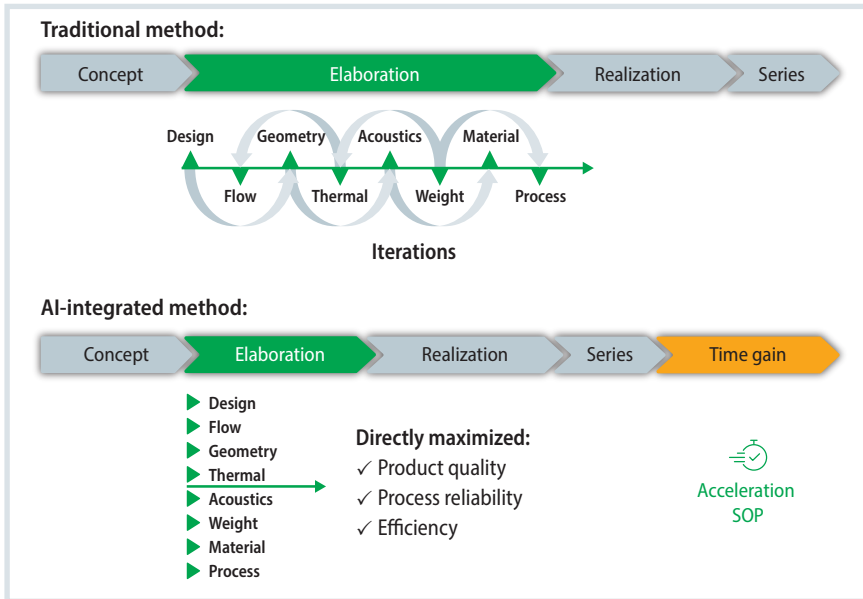 Traditional method:
Concept
Elaboration
Realization
Series
Design
Geometry
Acoustics
Material
Flow
Thermal
Weight
Process
Iterations
AI-integrated method:
Concept
Elaboration
Realization
Series
Time gain
Design
Flow
Geometry
Thermal
Acoustics
Weight
Material
Process
Directly maximized:
✓ Product quality
✓ Process reliability
✓ Efficiency
Acceleration
SOP